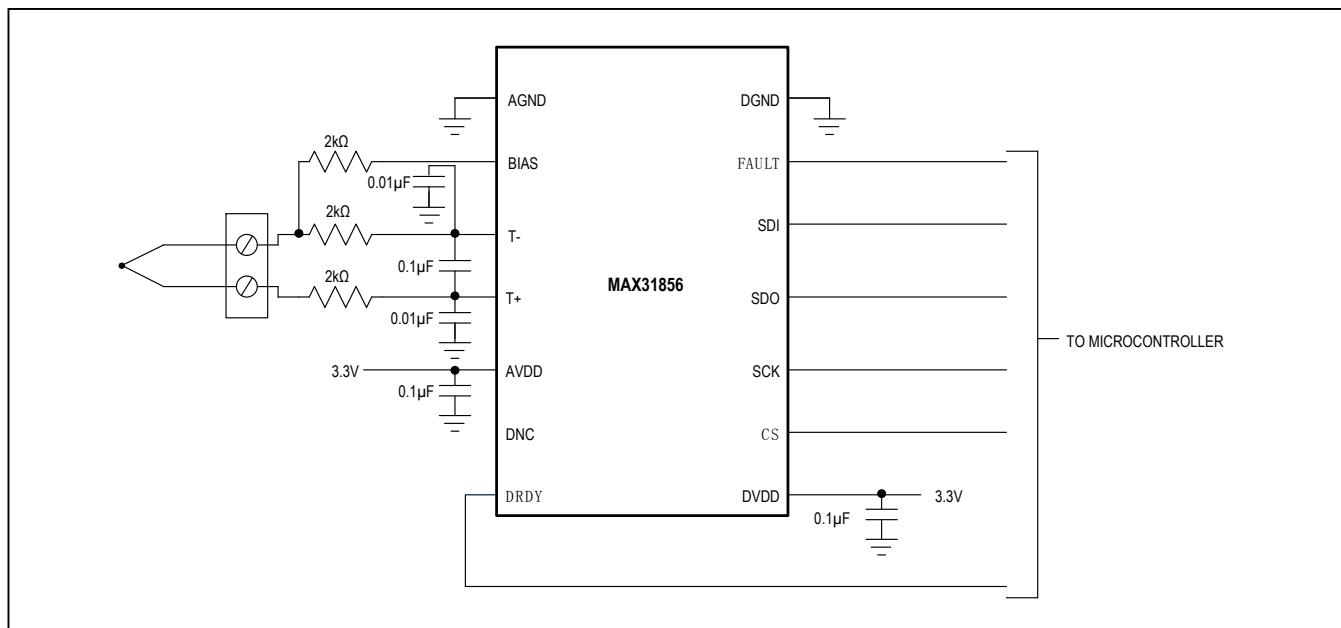 AGND
DGND
2kΩ
BIAS
FAULT
0.01µF
2kΩ
SDI
T-
0.1µF
MAX31856
2kΩ
T+
SDO
0.01µF
TO MICROCONTROLLER
3.3V
AVDD
SCK
0.1µF
DNC
CS
DRDY
DVDD
3.3V
0.1µF